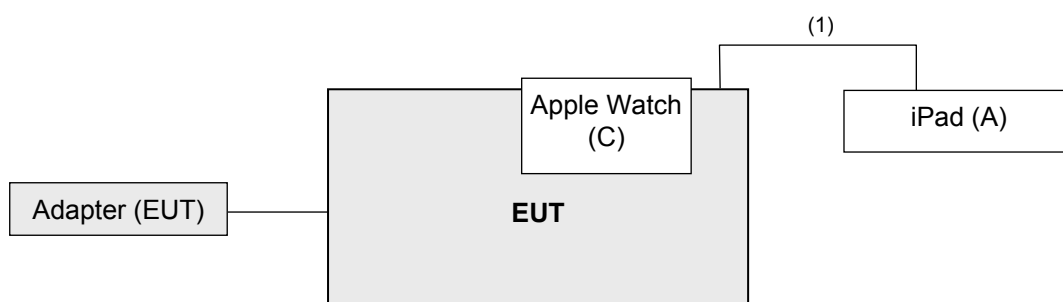 (1)
Apple Watch
(C)
iPad (A)
Adapter (EUT)
EUT